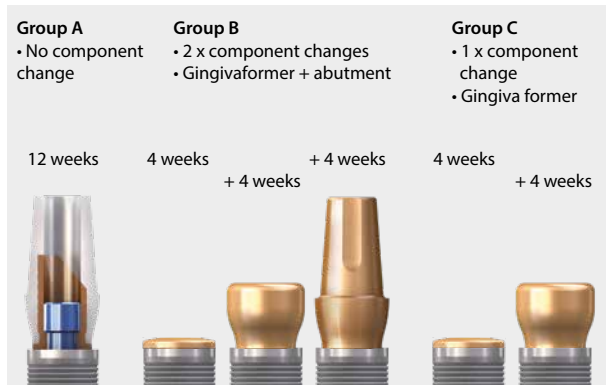 Group A
• No component
change
Group B
• 2 x component changes
• Gingivaformer + abutment
Group C
• 1 x component
change
• Gingiva former
12 weeks
4 weeks
+ 4 weeks
+ 4 weeks
4 weeks
+ 4 weeks